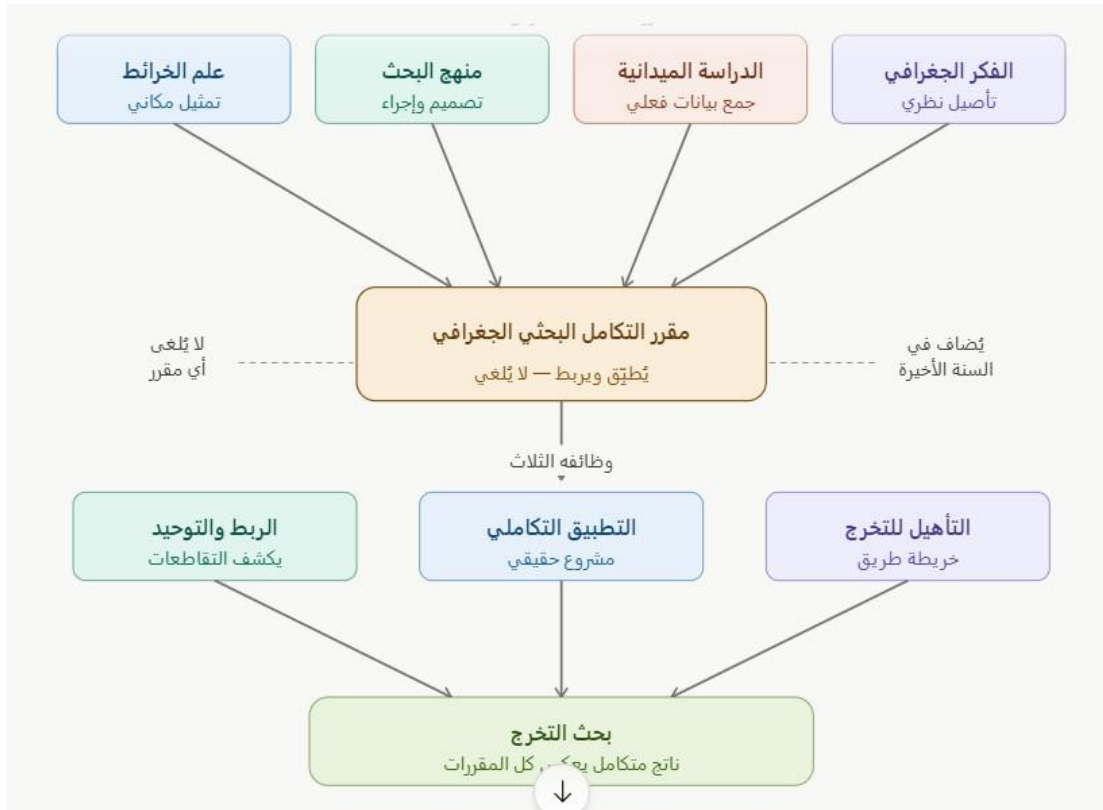 الفكر الجغرافي
تأصيل نظري
الدراسة الميدانية
جمع بيانات فعلي
منهج البحث
تصميم وإجراء
علم الخرائط
تمثيل مكاني
مقرر التكامل البحثي الجغرافي
يُطبّق ويربط — لا يُلغي
يُضاف في
السنة الأخيرة
لا يُلغى
أي مقرر
وظائفه الثلاث
التأهيل للتخرج
خريطة طريق
التطبيق التكاملي
مشروع حقيقي
الربط والتوحيد
يكشف التقاطعات
بحث التخرج
ناتج متكامل يعكس كل المقررات